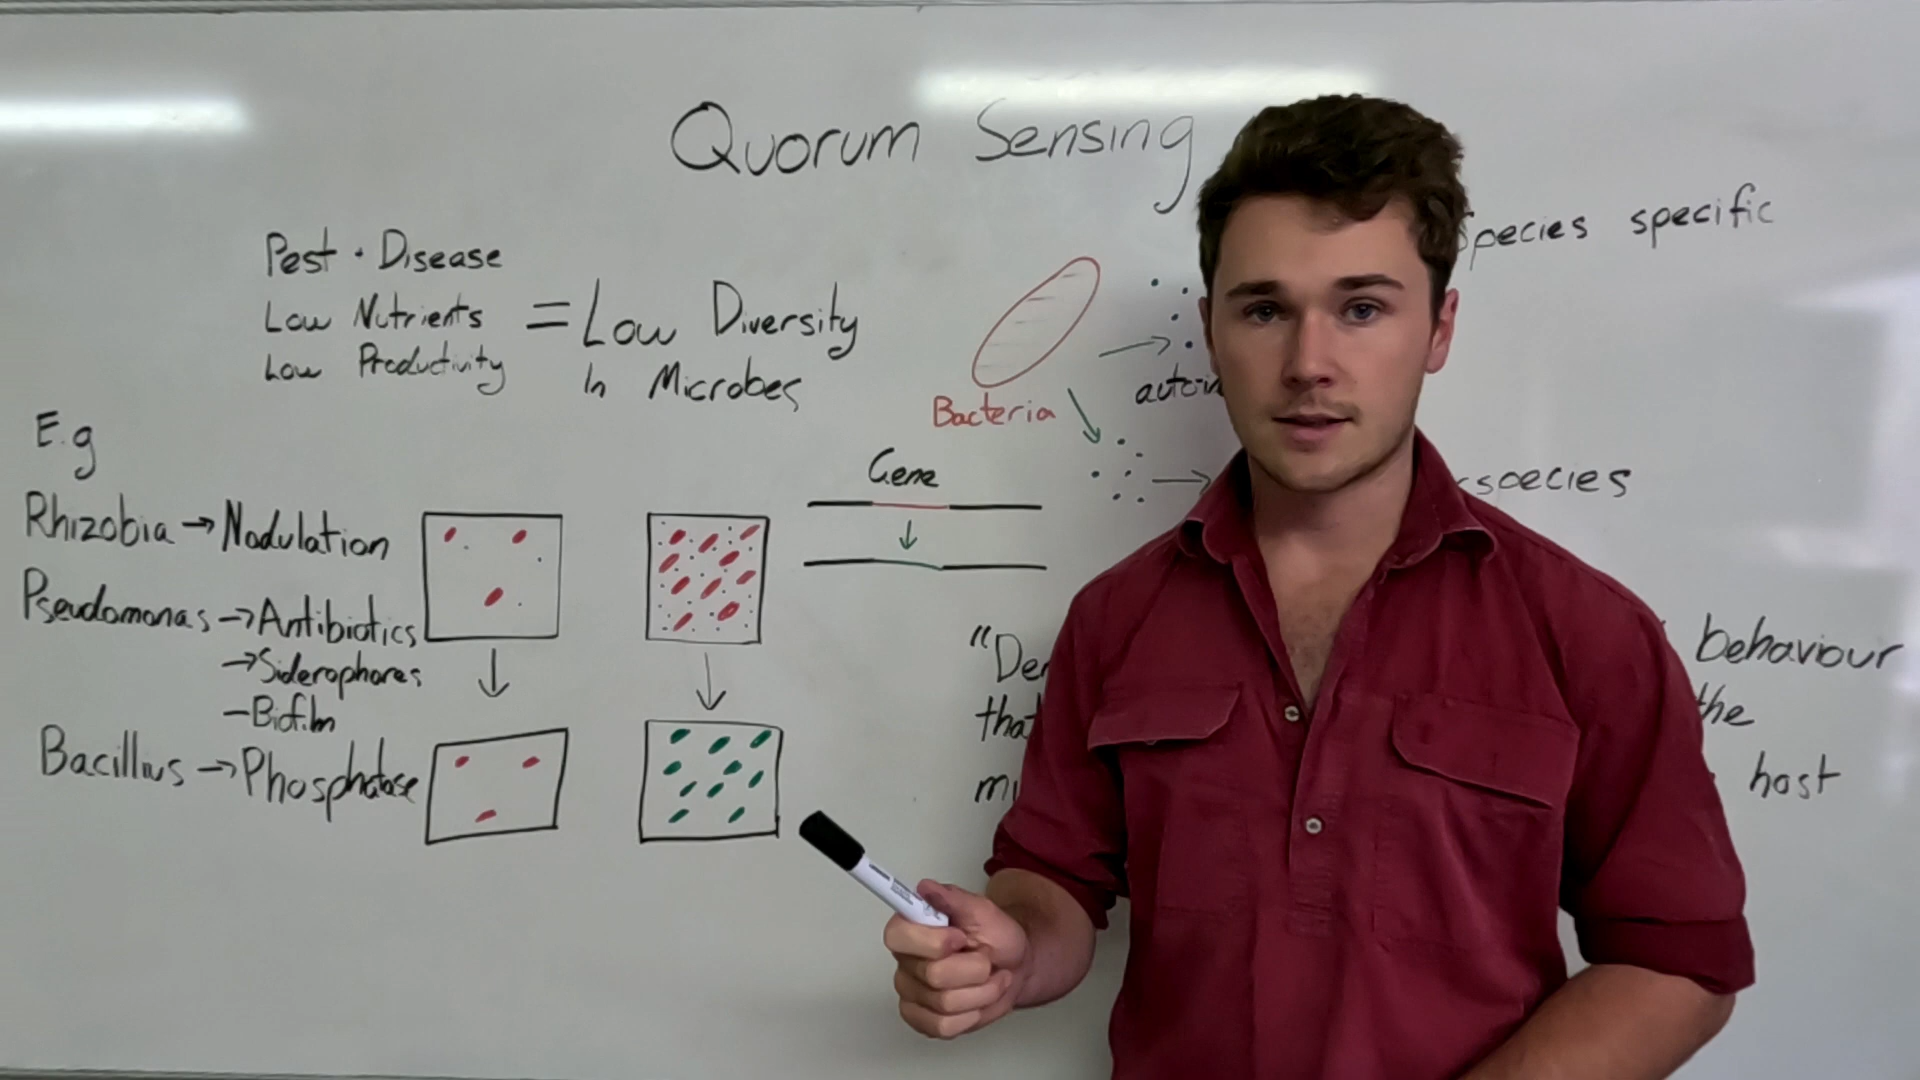 Quorum Sensing
Pest · Disease
Low Nutrients
Low Productivity
= Low Diversity
In Microbes
E.g
Rhizobia → Nodulation
Pseudomonas → Antibiotics
→ Siderophores
- Biofilm
Bacillus → Phosphatase
Species specific
Bacteria
Gene
species
behaviour
that
the
host